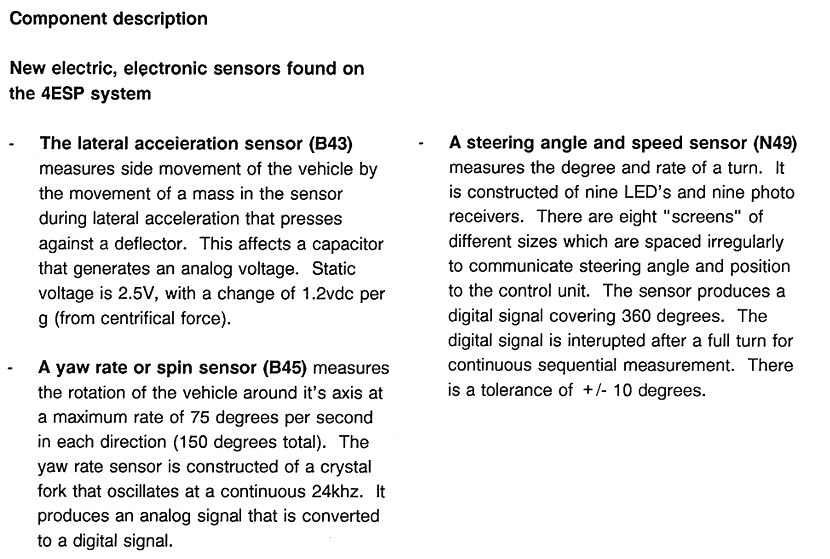 Component description
New electric, electronic sensors found on
the 4ESP system
- The lateral acceieration sensor (B43)
measures side movement of the vehicle by
the movement of a mass in the sensor
during lateral acceleration that presses
against a deflector. This affects a capacitor
that generates an analog voltage. Static
voltage is 2.5V, with a change of 1.2vdc per
g (from centrifical force).
- A yaw rate or spin sensor (B45) measures
the rotation of the vehicle around it's axis at
a maximum rate of 75 degrees per second
in each direction (150 degrees total). The
yaw rate sensor is constructed of a crystal
fork that oscillates at a continuous 24khz. It
produces an analog signal that is converted
to a digital signal.
- A steering angle and speed sensor (N49)
measures the degree and rate of a turn. It
is constructed of nine LED's and nine photo
receivers. There are eight "screens" of
different sizes which are spaced irregularly
to communicate steering angle and position
to the control unit. The sensor produces a
digital signal covering 360 degrees. The
digital signal is interupted after a full turn for
continuous sequential measurement. There
is a tolerance of +/- 10 degrees.